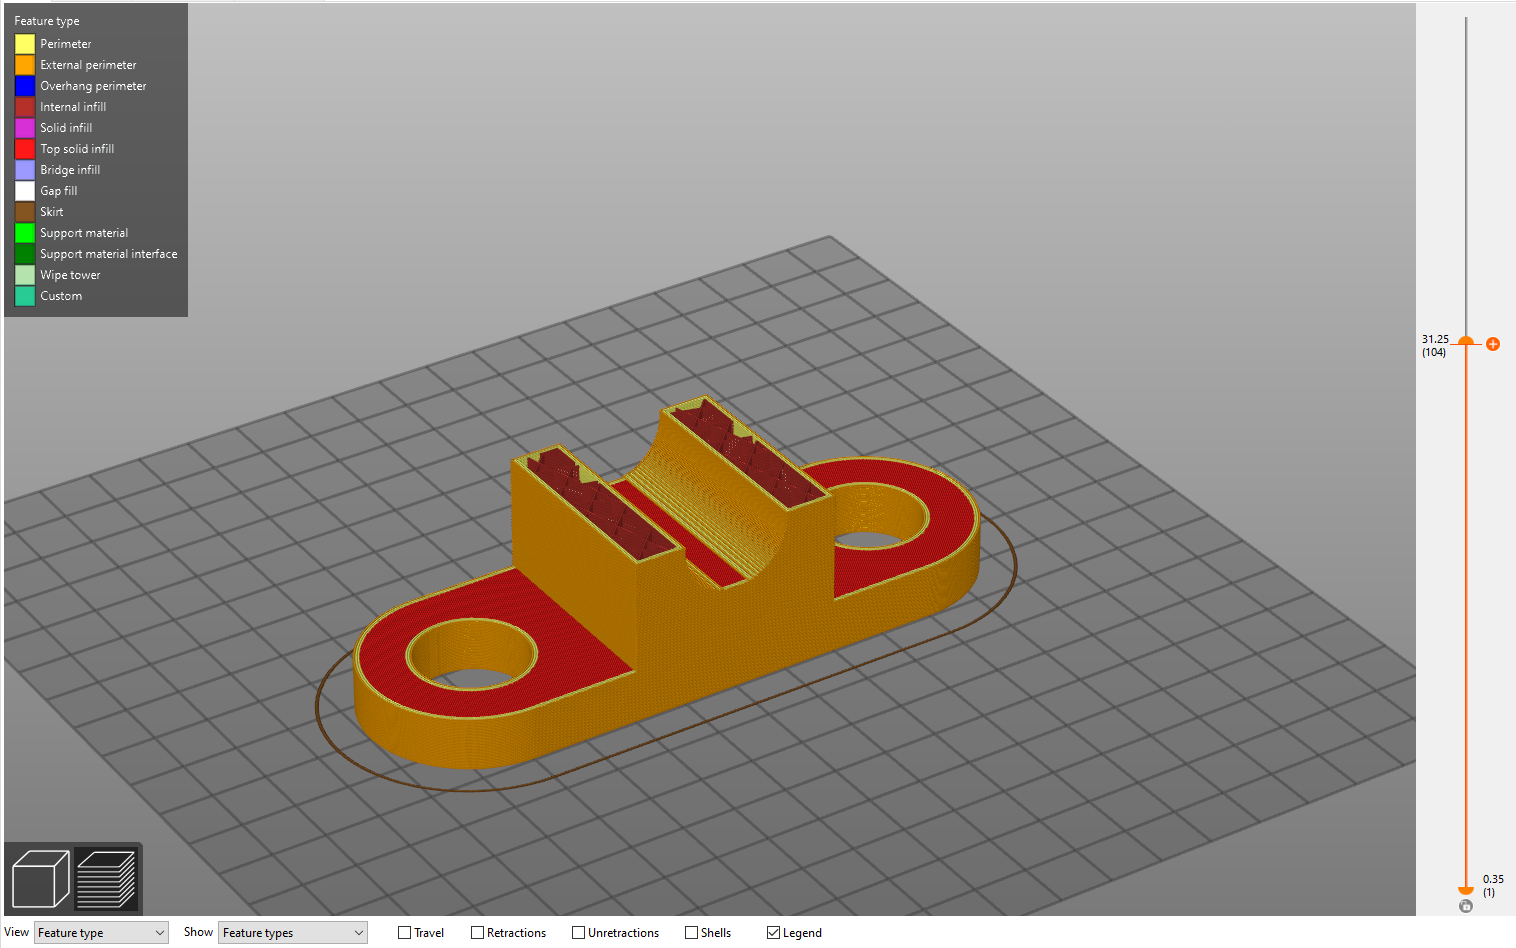 Feature type
Perimeter
External perimeter
Overhang perimeter
Internal infill
Solid infill
Top solid infill
Bridge infill
Gap fill
Skirt
Support material
Support material interface
Wipe tower
Custom
31.25
(104)
0.35
(1)
View Feature type Show Feature types Travel Retractions Unretractions Shells Legend